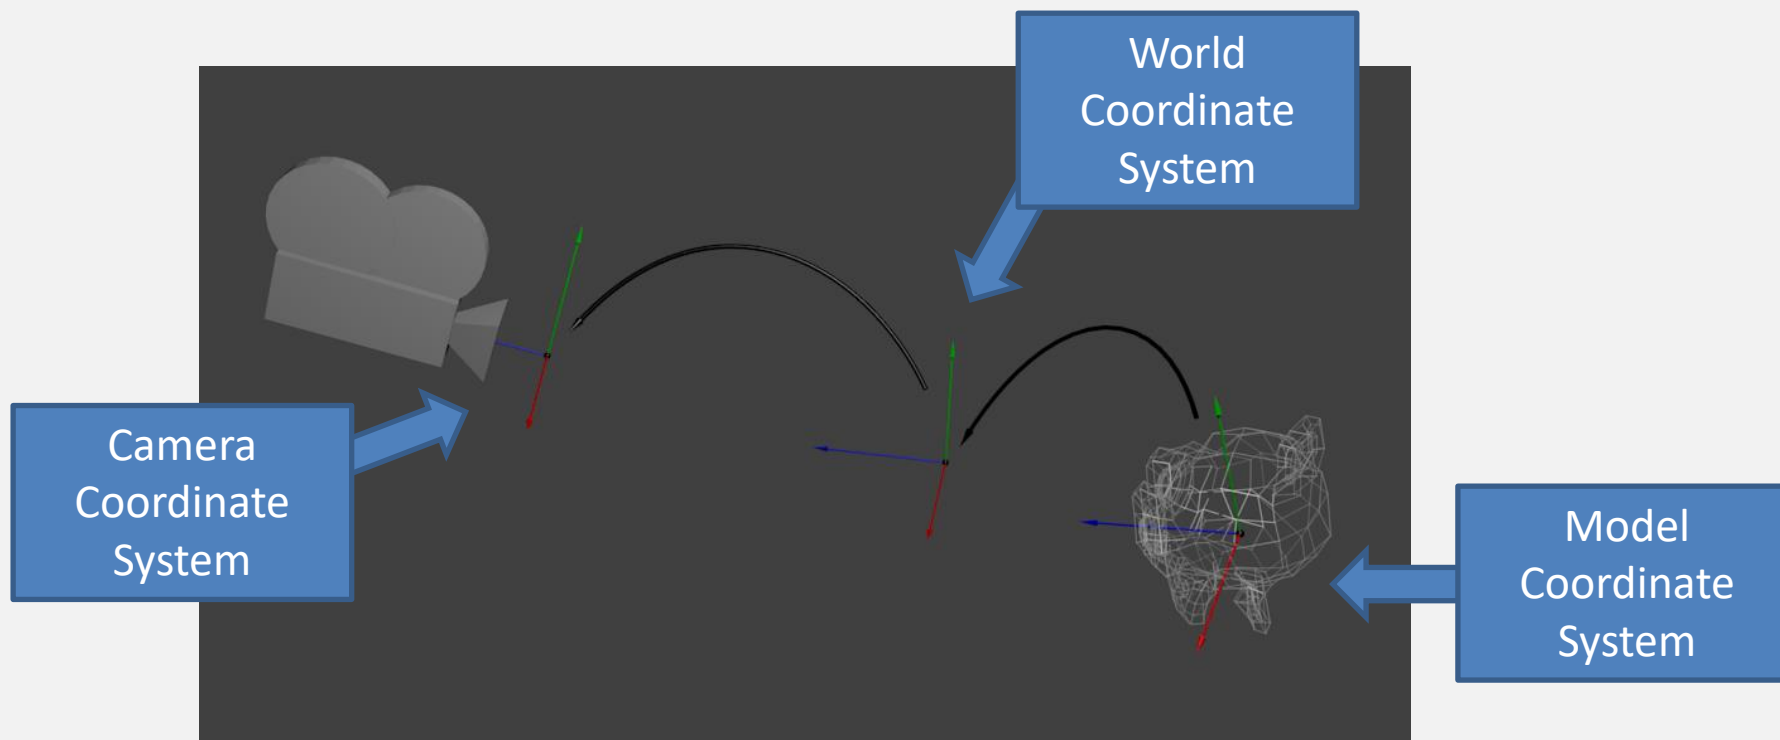 World
Coordinate
System
Camera
Coordinate
System
Model
Coordinate
System